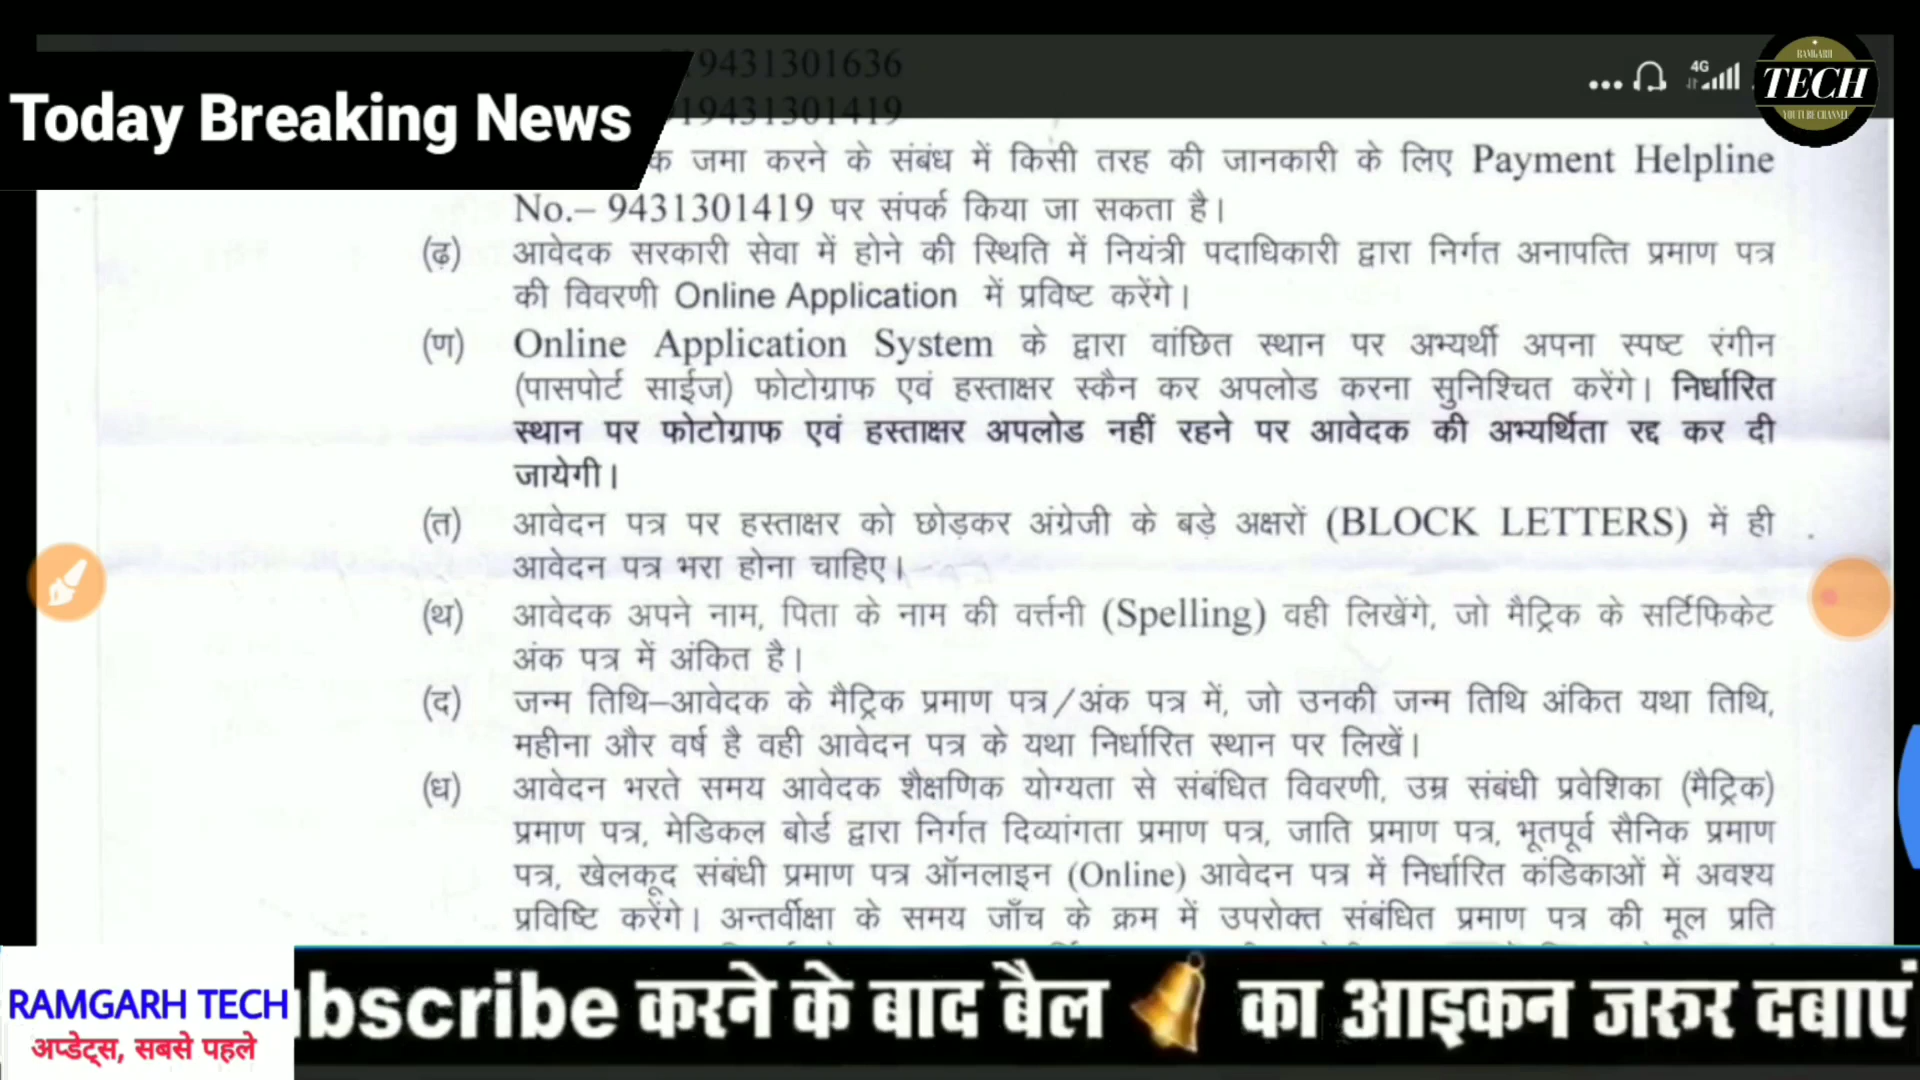 9431301636
Today Breaking News
19431301419
4G
RAMGARH
TECH
YOUTUBE CHANNEL
क जमा करने के संबंध में किसी तरह की जानकारी के लिए Payment Helpline
No.– 9431301419 पर संपर्क किया जा सकता है।
(ढ़) आवेदक सरकारी सेवा में होने की स्थिति में नियंत्री पदाधिकारी द्वारा निर्गत अनापत्ति प्रमाण पत्र
की विवरणी Online Application में प्रविष्ट करेंगे।
(ण) Online Application System के द्वारा वांछित स्थान पर अभ्यर्थी अपना स्पष्ट रंगीन
(पासपोर्ट साईज) फोटोग्राफ एवं हस्ताक्षर स्कैन कर अपलोड करना सुनिश्चित करेंगे। निर्धारित
स्थान पर फोटोग्राफ एवं हस्ताक्षर अपलोड नहीं रहने पर आवेदक की अभ्यर्थिता रद्द कर दी
जायेगी।
(त) आवेदन पत्र पर हस्ताक्षर को छोड़कर अंग्रेजी के बड़े अक्षरों (BLOCK LETTERS) में ही
आवेदन पत्र भरा होना चाहिए।
(थ) आवेदक अपने नाम, पिता के नाम की वर्त्तनी (Spelling) वही लिखेंगे, जो मैट्रिक के सर्टिफिकेट
अंक पत्र में अंकित है।
(द) जन्म तिथि–आवेदक के मैट्रिक प्रमाण पत्र/अंक पत्र में, जो उनकी जन्म तिथि अंकित यथा तिथि,
महीना और वर्ष है वही आवेदन पत्र के यथा निर्धारित स्थान पर लिखें।
(ध) आवेदन भरते समय आवेदक शैक्षणिक योग्यता से संबंधित विवरणी, उम्र संबंधी प्रवेशिका (मैट्रिक)
प्रमाण पत्र, मेडिकल बोर्ड द्वारा निर्गत दिव्यांगता प्रमाण पत्र, जाति प्रमाण पत्र, भूतपूर्व सैनिक प्रमाण
पत्र, खेलकूद संबंधी प्रमाण पत्र ऑनलाइन (Online) आवेदन पत्र में निर्धारित कंडिकाओं में अवश्य
प्रविष्टि करेंगे। अन्तर्वीक्षा के समय जाँच के क्रम में उपरोक्त संबंधित प्रमाण पत्र की मूल प्रति
RAMGARH TECH
अप्डेट्स, सबसे पहले
bscribe करने के बाद बैल का आइकन जरुर दबाएं